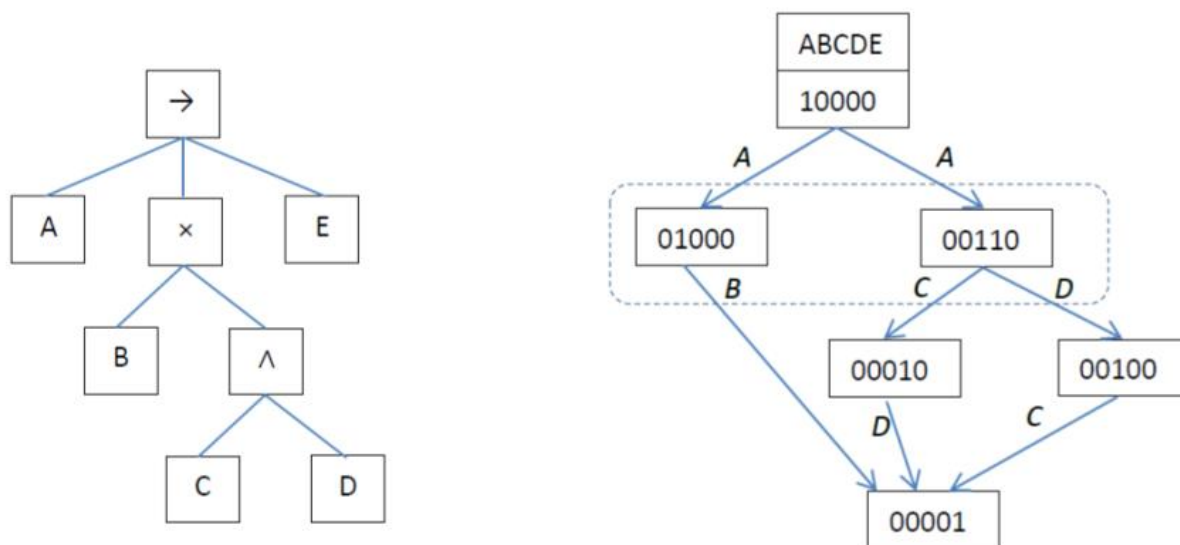 →
A × E
B ∧
C D
ABCDE
10000
A A
01000 00110
B C D
00010 00100
D C
00001